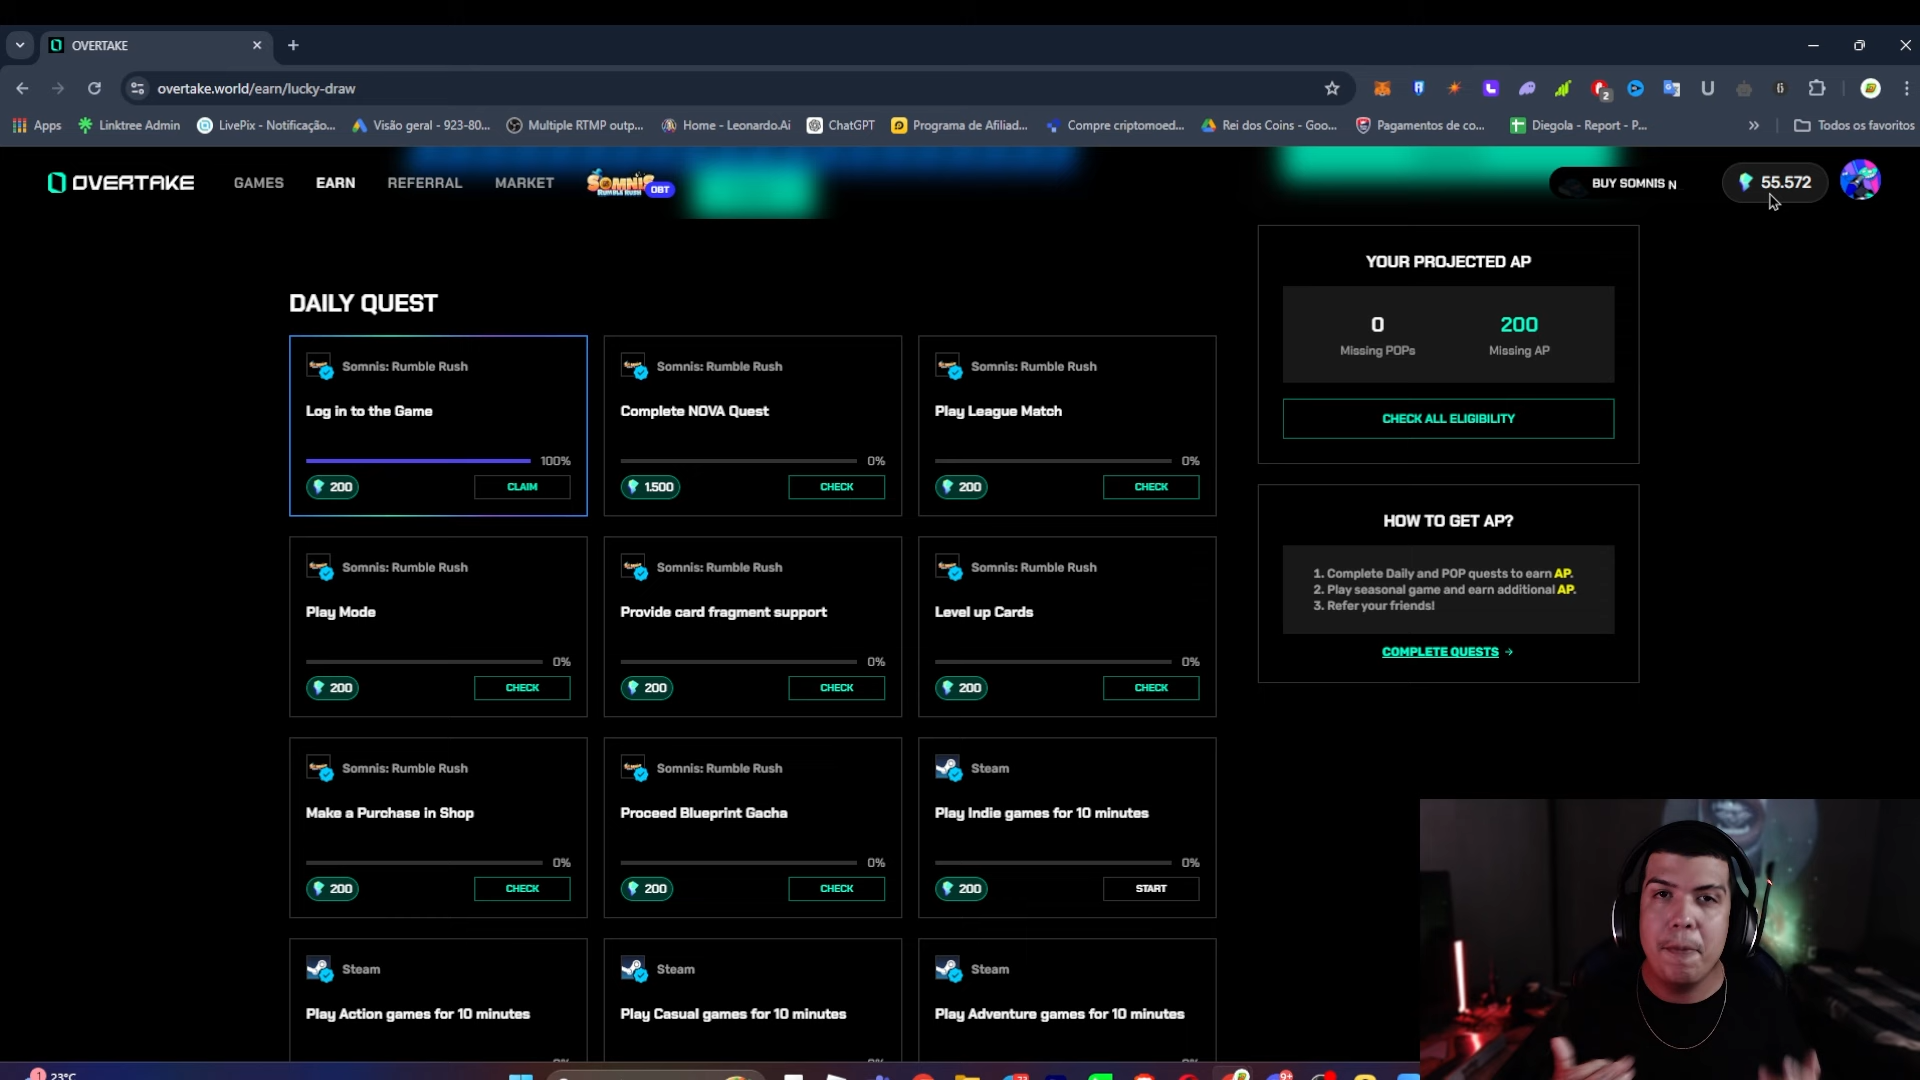 OVERTAKE
overtake.world/earn/lucky-draw
2
Apps
Linktree Admin
LivePix - Notificação...
Visão geral - 923-80...
Multiple RTMP outp...
Home - Leonardo.Ai
ChatGPT
Programa de Afiliad...
Compre criptomoed...
Rei dos Coins - Goo...
Pagamentos de co...
Diegola - Report - P...
Todos os favoritos
OVERTAKE
GAMES
EARN
REFERRAL
MARKET
SOMNIS
RUMBLE RUSH
OBT
BUY SOMNIS N
55.572
DAILY QUEST
Somnis: Rumble Rush
Log in to the Game
100%
200
CLAIM
Somnis: Rumble Rush
Complete NOVA Quest
0%
1.500
CHECK
Somnis: Rumble Rush
Play League Match
0%
200
CHECK
Somnis: Rumble Rush
Play Mode
0%
200
CHECK
Somnis: Rumble Rush
Provide card fragment support
0%
200
CHECK
Somnis: Rumble Rush
Level up Cards
0%
200
CHECK
Somnis: Rumble Rush
Make a Purchase in Shop
0%
200
CHECK
Somnis: Rumble Rush
Proceed Blueprint Gacha
0%
200
CHECK
Steam
Play Indie games for 10 minutes
0%
200
START
Steam
Play Action games for 10 minutes
Steam
Play Casual games for 10 minutes
Steam
Play Adventure games for 10 minutes
YOUR PROJECTED AP
0
Missing POPs
200
Missing AP
CHECK ALL ELIGIBILITY
HOW TO GET AP?
1. Complete Daily and POP quests to earn AP.
2. Play seasonal game and earn additional AP.
3. Refer your friends!
COMPLETE QUESTS →
1
23°C
9+